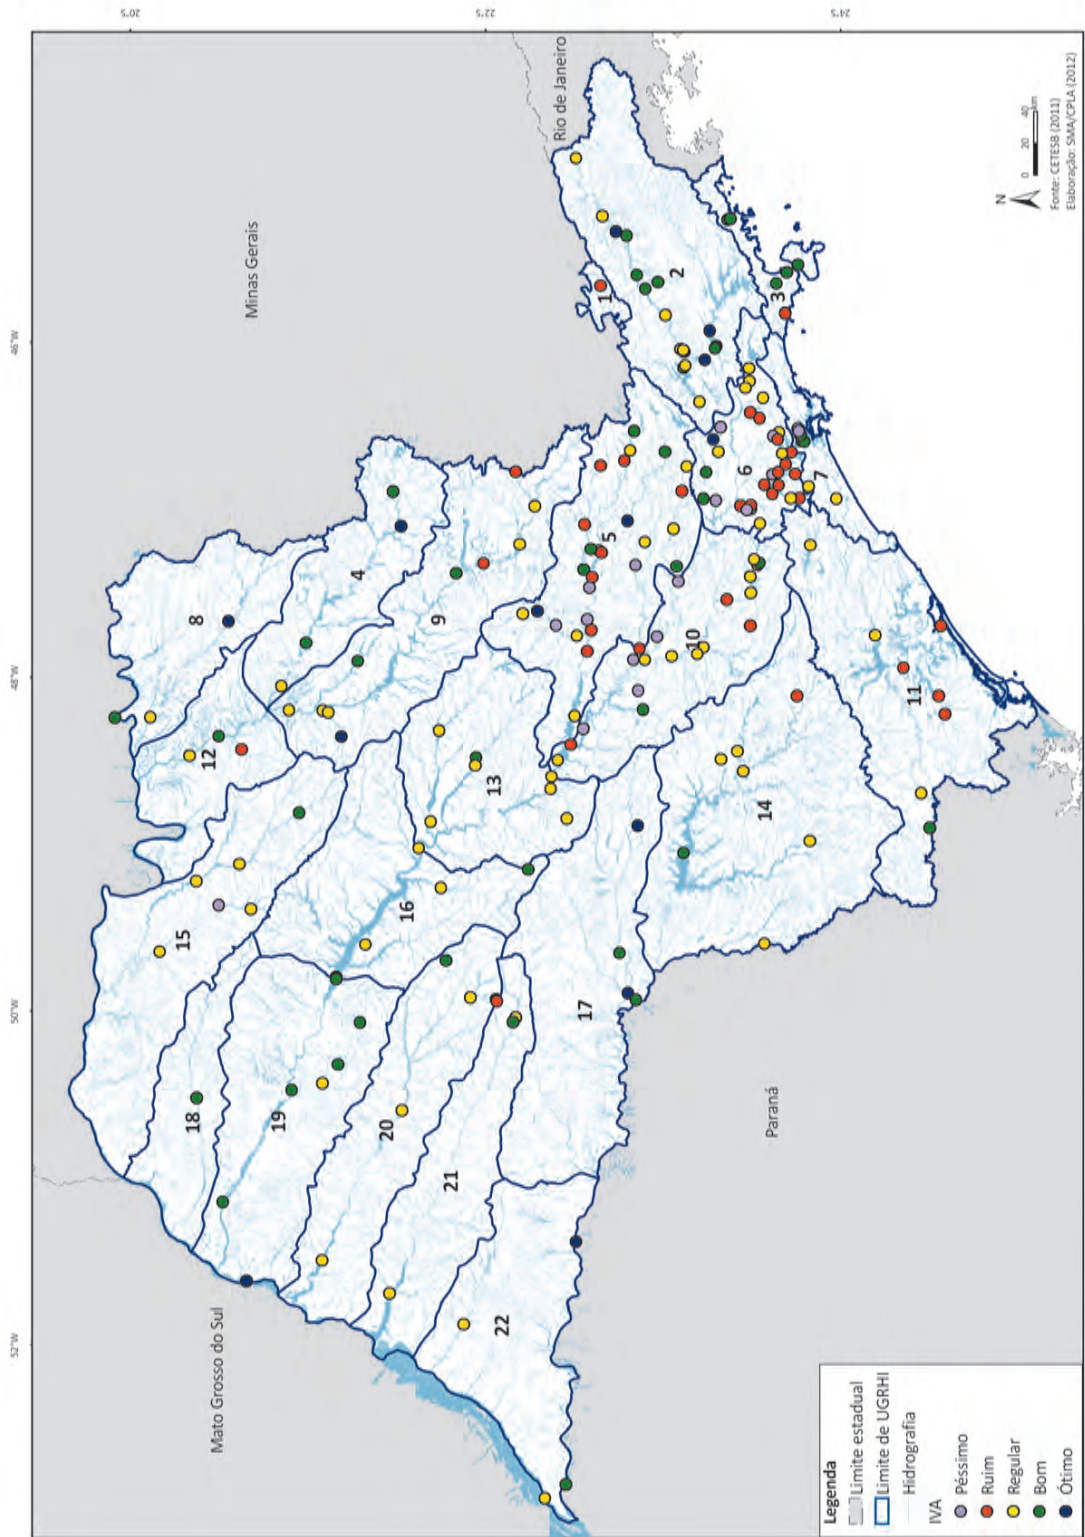 20°S
22°S
24°S
46°W
48°W
50°W
52°W
Minas Gerais
Rio de Janeiro
Mato Grosso do Sul
Paraná
1
2
3
4
5
6
7
8
9
10
11
12
13
14
15
16
17
18
19
20
21
22
N
0 20 40
km
Fonte: CETESB (2011)
Elaboração: SMA/CPLA (2012)
Legenda
Limite estadual
Limite de UGRHI
Hidrografia
IVA
Péssimo
Ruim
Regular
Bom
Ótimo